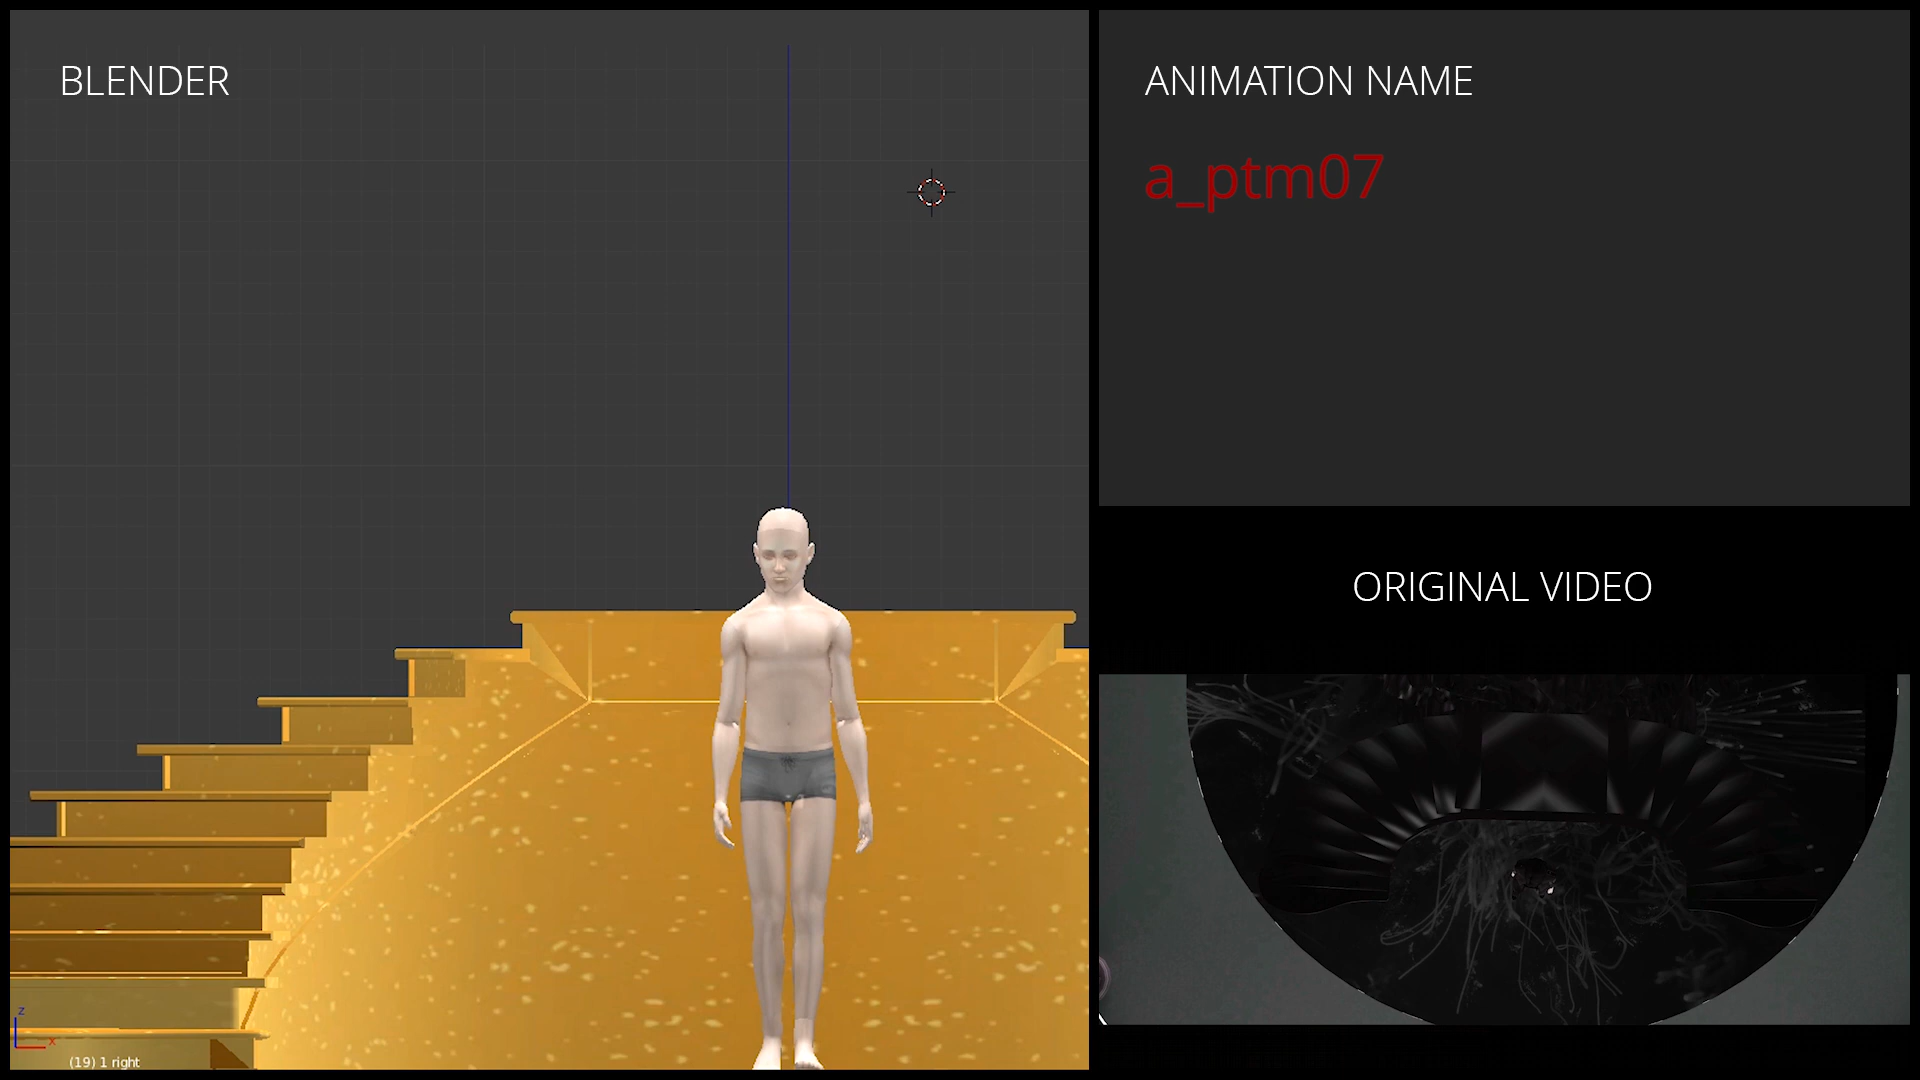 BLENDER
ANIMATION NAME
a_ptm07
ORIGINAL VIDEO
z
x
(19) 1 right